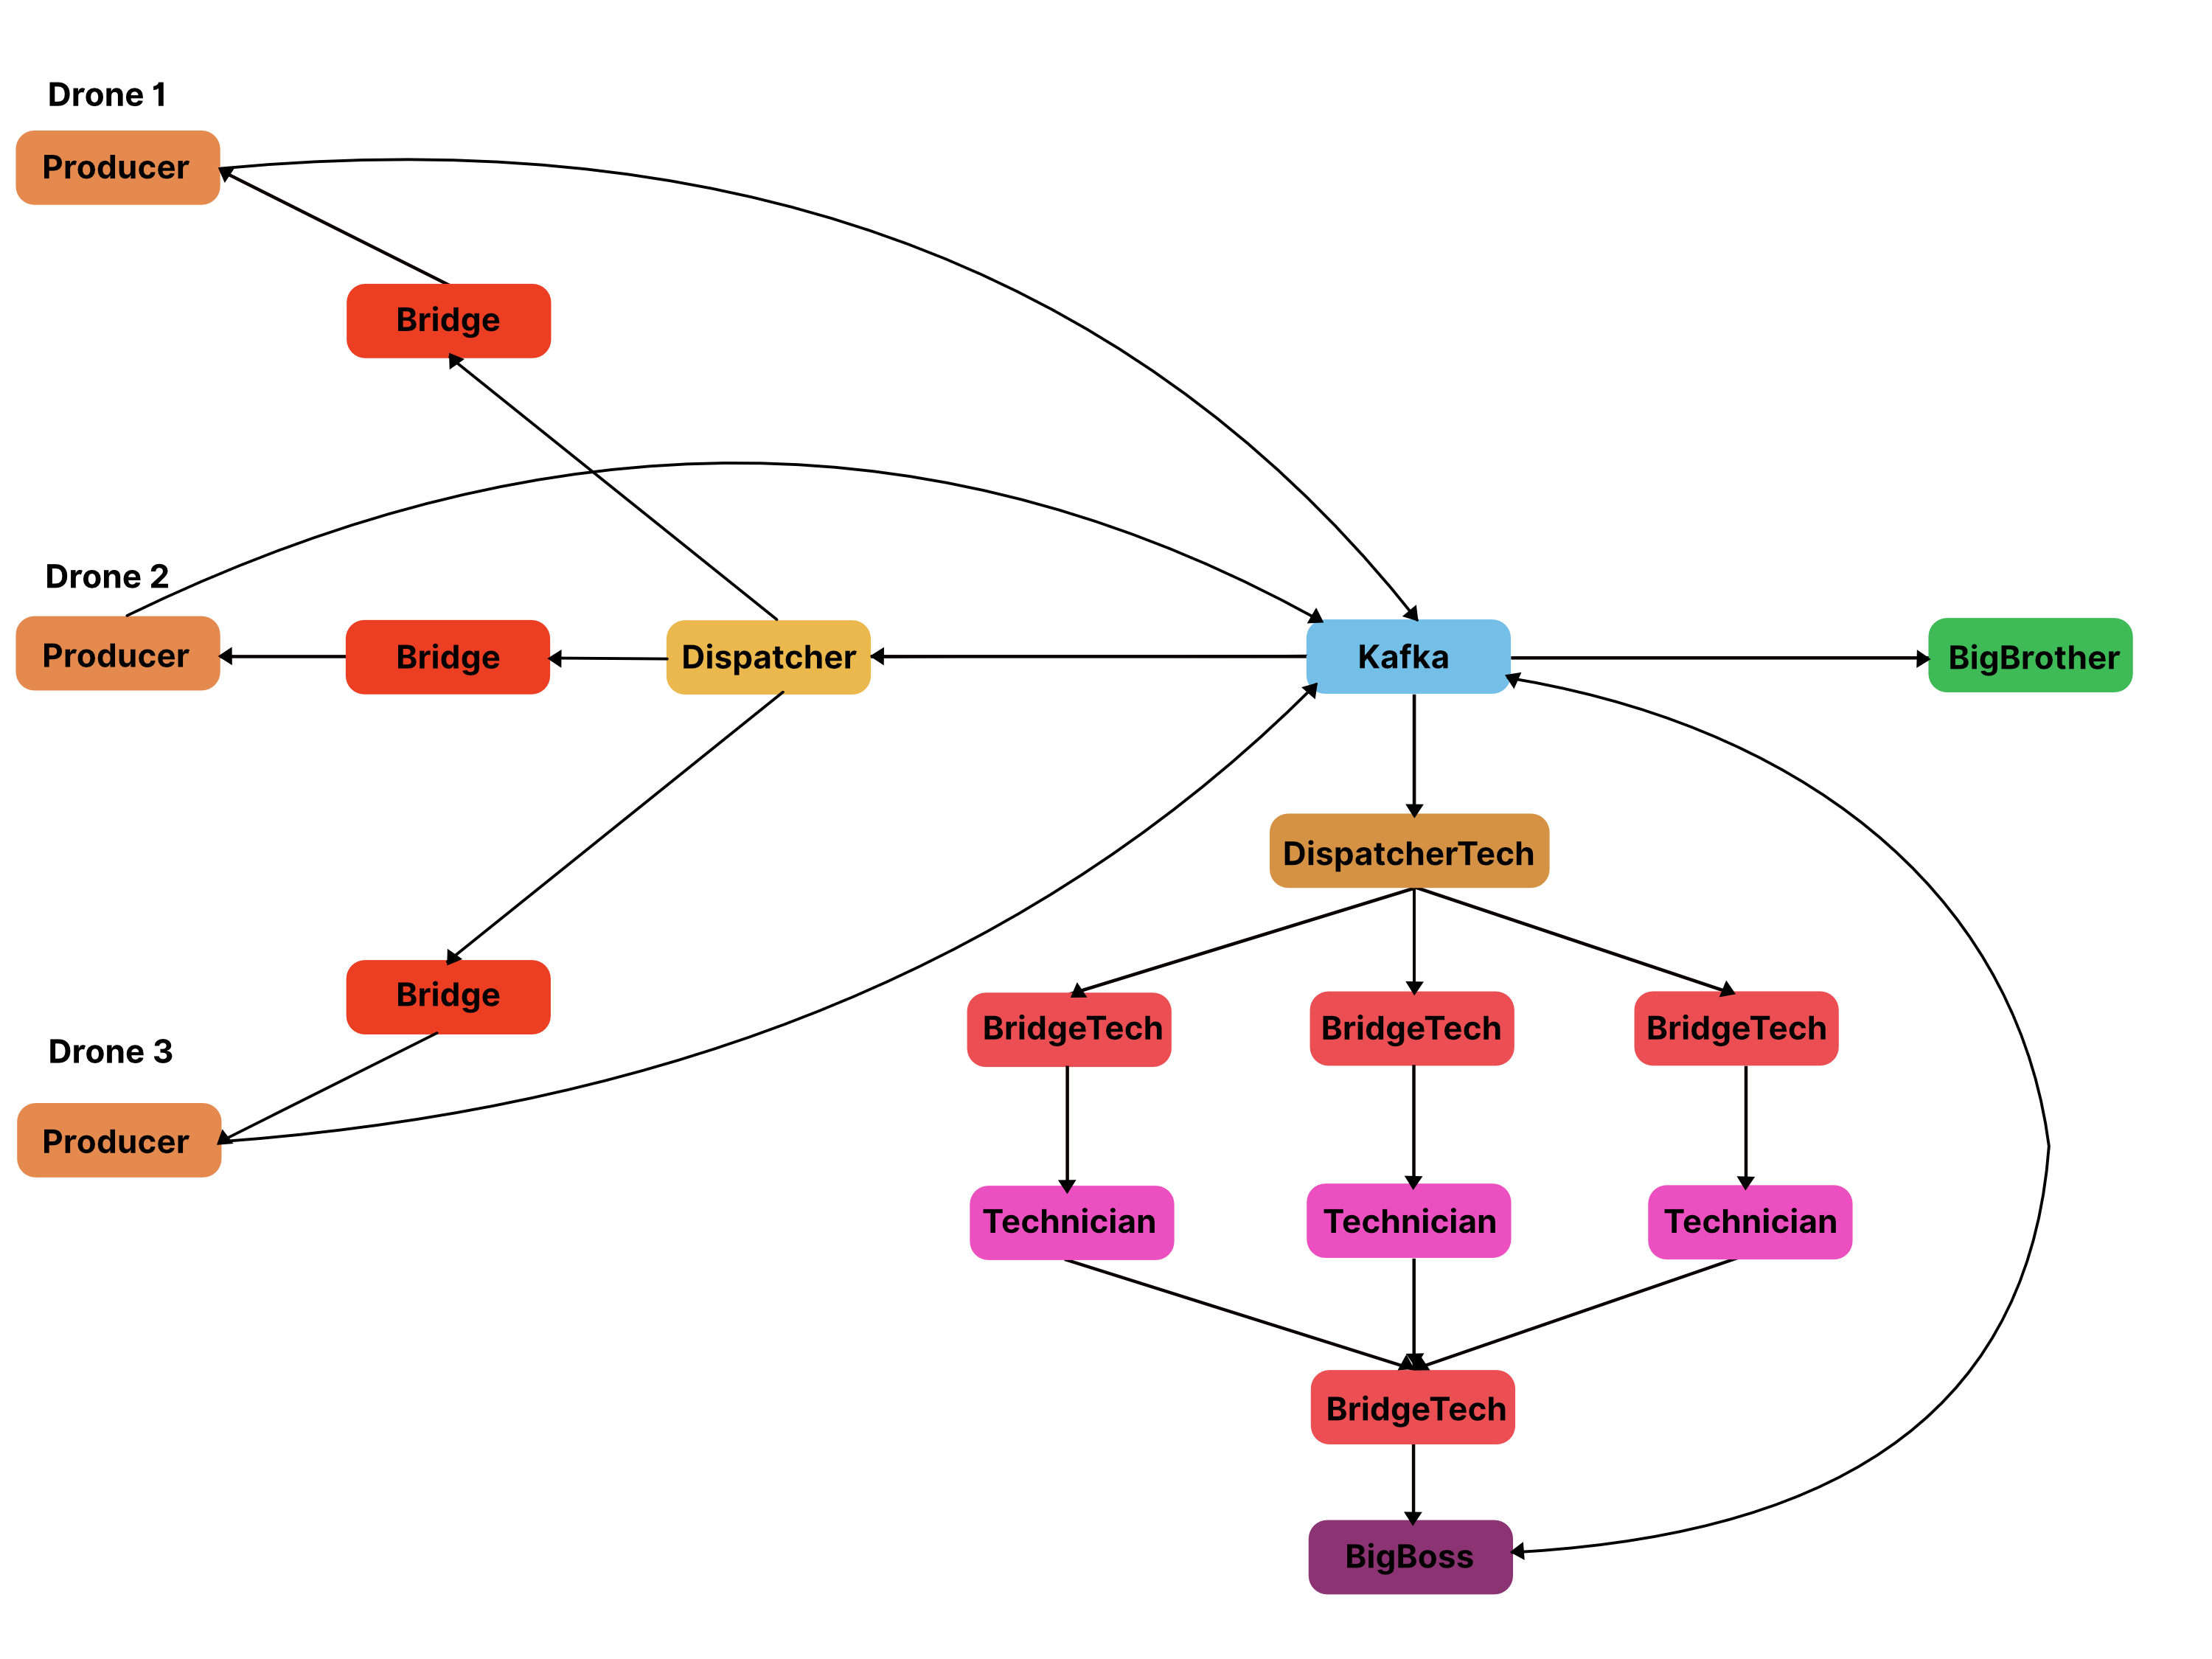 Drone 1
Producer
Bridge
Drone 2
Producer
Bridge
Dispatcher
Kafka
BigBrother
DispatcherTech
Bridge
Drone 3
Producer
BridgeTech
BridgeTech
BridgeTech
Technician
Technician
Technician
BridgeTech
BigBoss